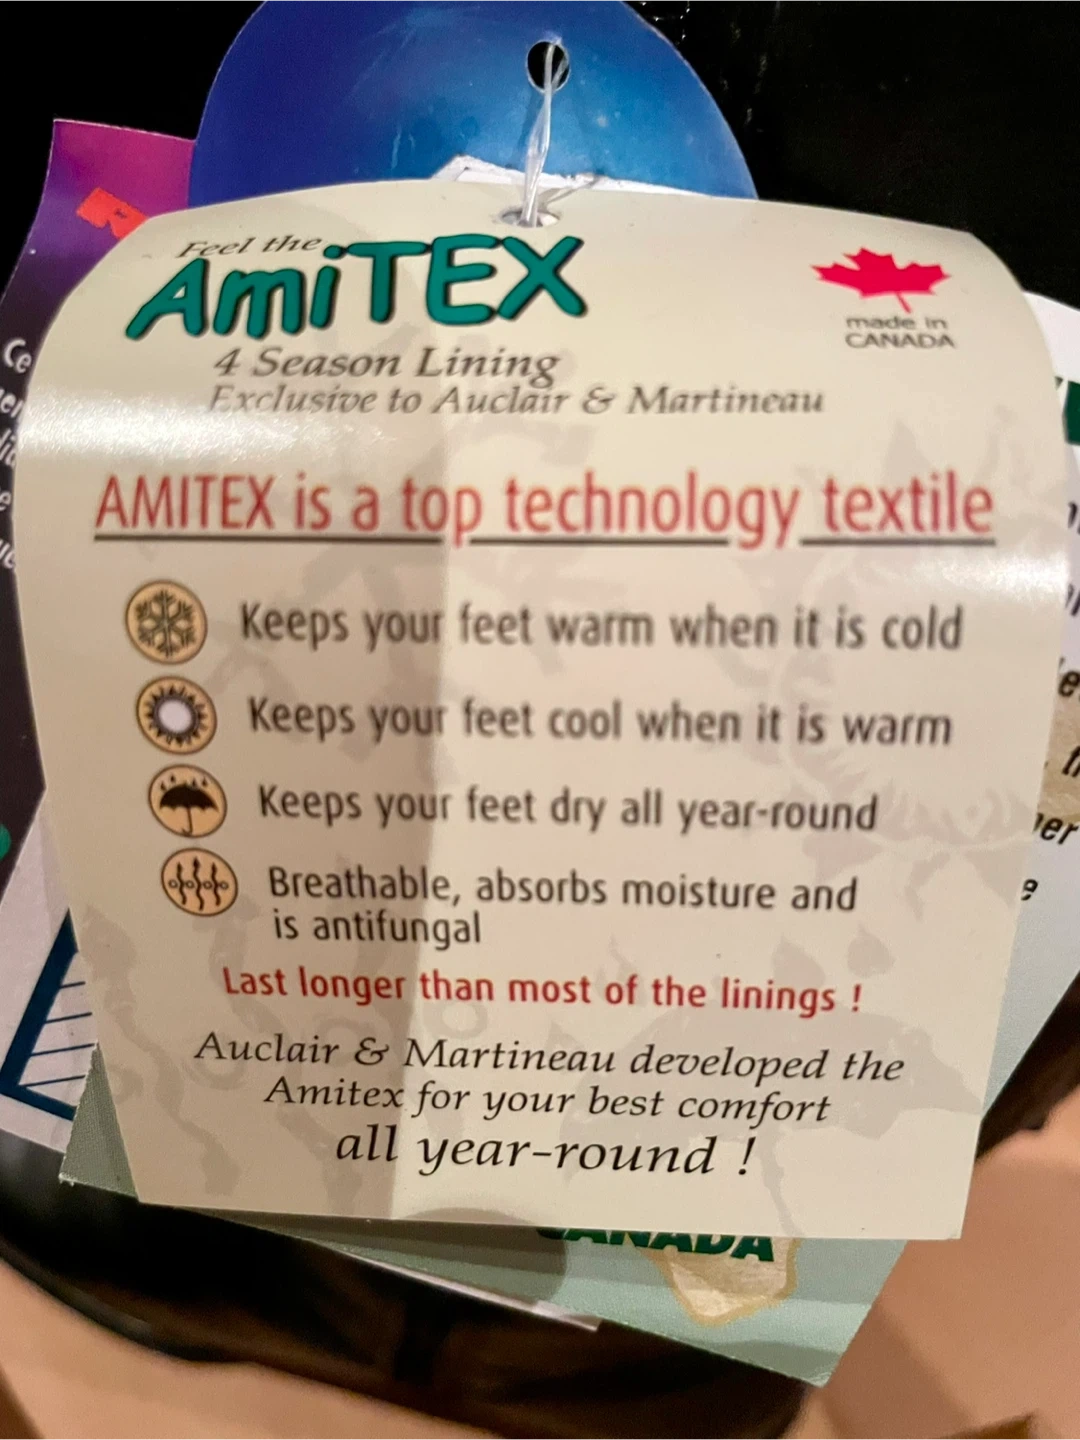 Feel the
AmiTEX
4 Season Lining
Exclusive to Auclair & Martineau
made in
CANADA
AMITEX is a top technology textile
Keeps your feet warm when it is cold
Keeps your feet cool when it is warm
Keeps your feet dry all year-round
Breathable, absorbs moisture and
is antifungal
Last longer than most of the linings !
Auclair & Martineau developed the
Amitex for your best comfort
all year-round !
CANADA